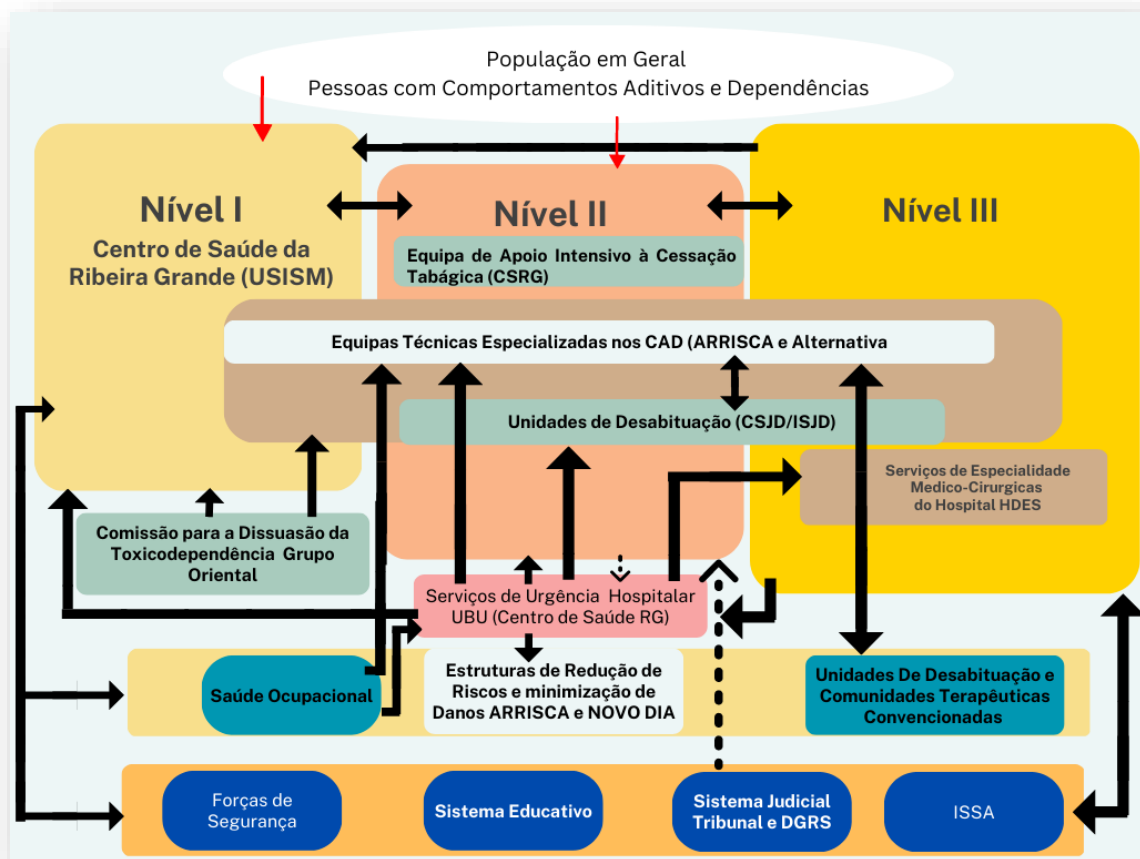 População em Geral
Pessoas com Comportamentos Aditivos e Dependências
Nível I
Centro de Saúde da
Ribeira Grande (USISM)
Nível II
Equipa de Apoio Intensivo à Cessação
Tabágica (CSRG)
Nível III
Equipas Técnicas Especializadas nos CAD (ARRISCA e Alternativa
Unidades de Desabituação (CSJD/ISJD)
Serviços de Especialidade
Medico-Cirurgicas
do Hospital HDES
Comissão para a Dissuasão da
Toxicodependência Grupo
Oriental
Serviços de Urgência Hospitalar
UBU (Centro de Saúde RG)
Saúde Ocupacional
Estruturas de Redução de
Riscos e minimização de
Danos ARRISCA e NOVO DIA
Unidades De Desabituação e
Comunidades Terapêuticas
Convencionadas
Forças de
Segurança
Sistema Educativo
Sistema Judicial
Tribunal e DGRS
ISSA